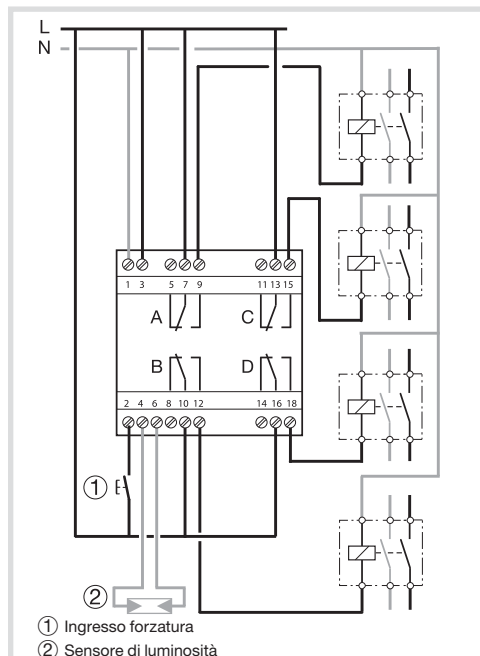 L
N
1 3 5 7 9 11 13 15
A C
B D
2 4 6 8 10 12 14 16 18
①
②
① Ingresso forzatura
② Sensore di luminosità